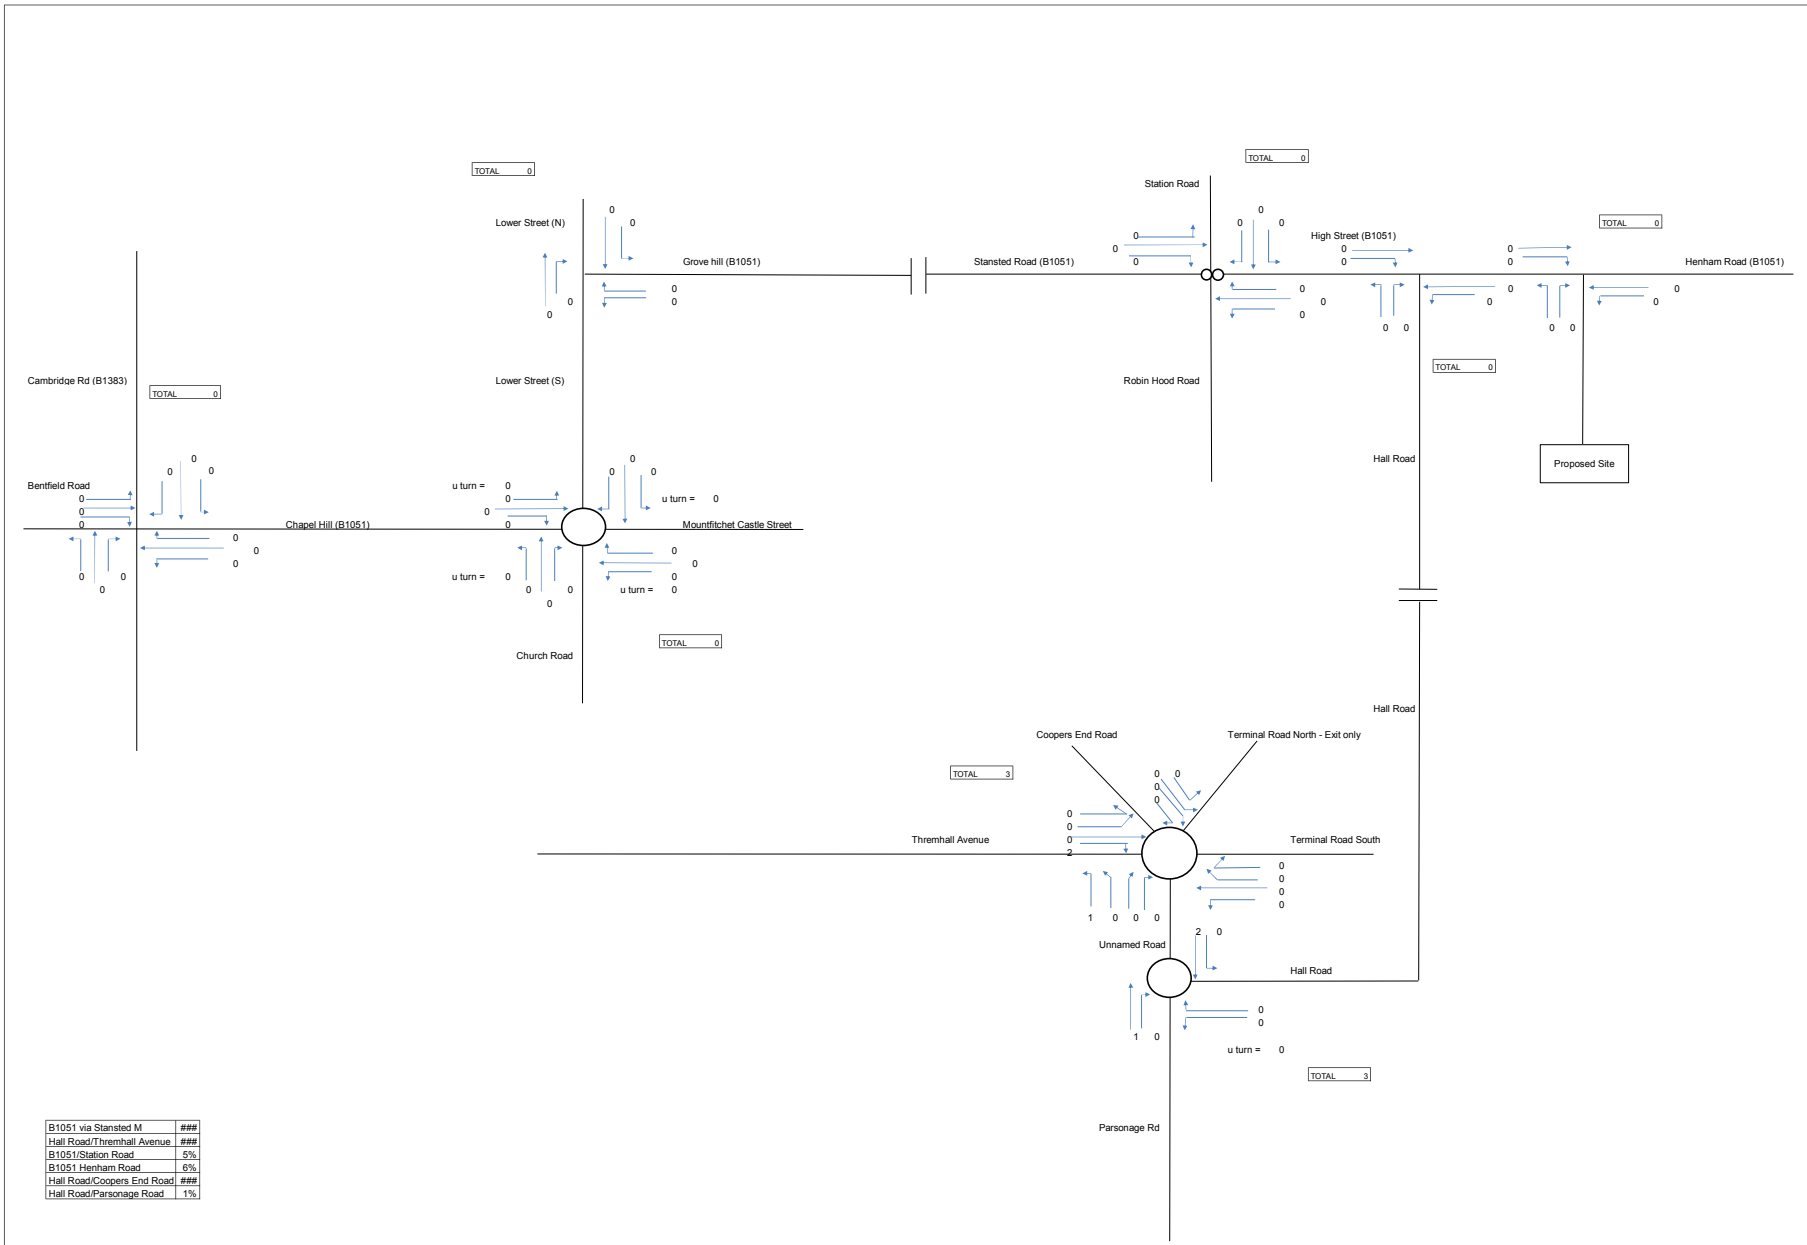 TOTAL 0
Station Road
TOTAL 0
Lower Street (N)
0
0
Grove hill (B1051)
0
0
0
0
Stansted Road (B1051)
0
0
0
0
0
0
0
0
0
High Street (B1051)
0
0
0
0
0
0
TOTAL 0
0
0
Henham Road (B1051)
0
0
0
0
TOTAL 0
Cambridge Rd (B1383)
TOTAL 0
Lower Street (S)
Robin Hood Road
Hall Road
Proposed Site
Bentfield Road
0
0
0
0
0
0
Chapel Hill (B1051)
0
0
0
0
0
0
u turn = 0
0
0
0
0
0
0
u turn = 0
Mountfitchet Castle Street
0
0
0
u turn = 0
0
0
0
u turn = 0
TOTAL 0
Church Road
Hall Road
Coopers End Road
Terminal Road North - Exit only
TOTAL 3
0 0
0
0
0
0
0
2
Thremhall Avenue
Terminal Road South
0
0
0
0
1 0 0 0
Unnamed Road
2 0
Hall Road
0
0
1 0
u turn = 0
TOTAL 3
Parsonage Rd
B1051 via Stansted M ###
Hall Road/Thremhall Avenue ###
B1051/Station Road 5%
B1051 Henham Road 6%
Hall Road/Coopers End Road ###
Hall Road/Parsonage Road 1%